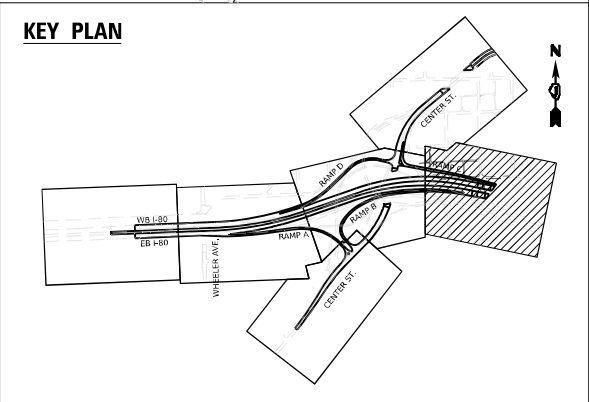 KEY PLAN
N
CENTER ST.
RAMP D
RAMP C
WB I-80
RAMP B
EB I-80
RAMP A
WHEELER AVE.
CENTER ST.